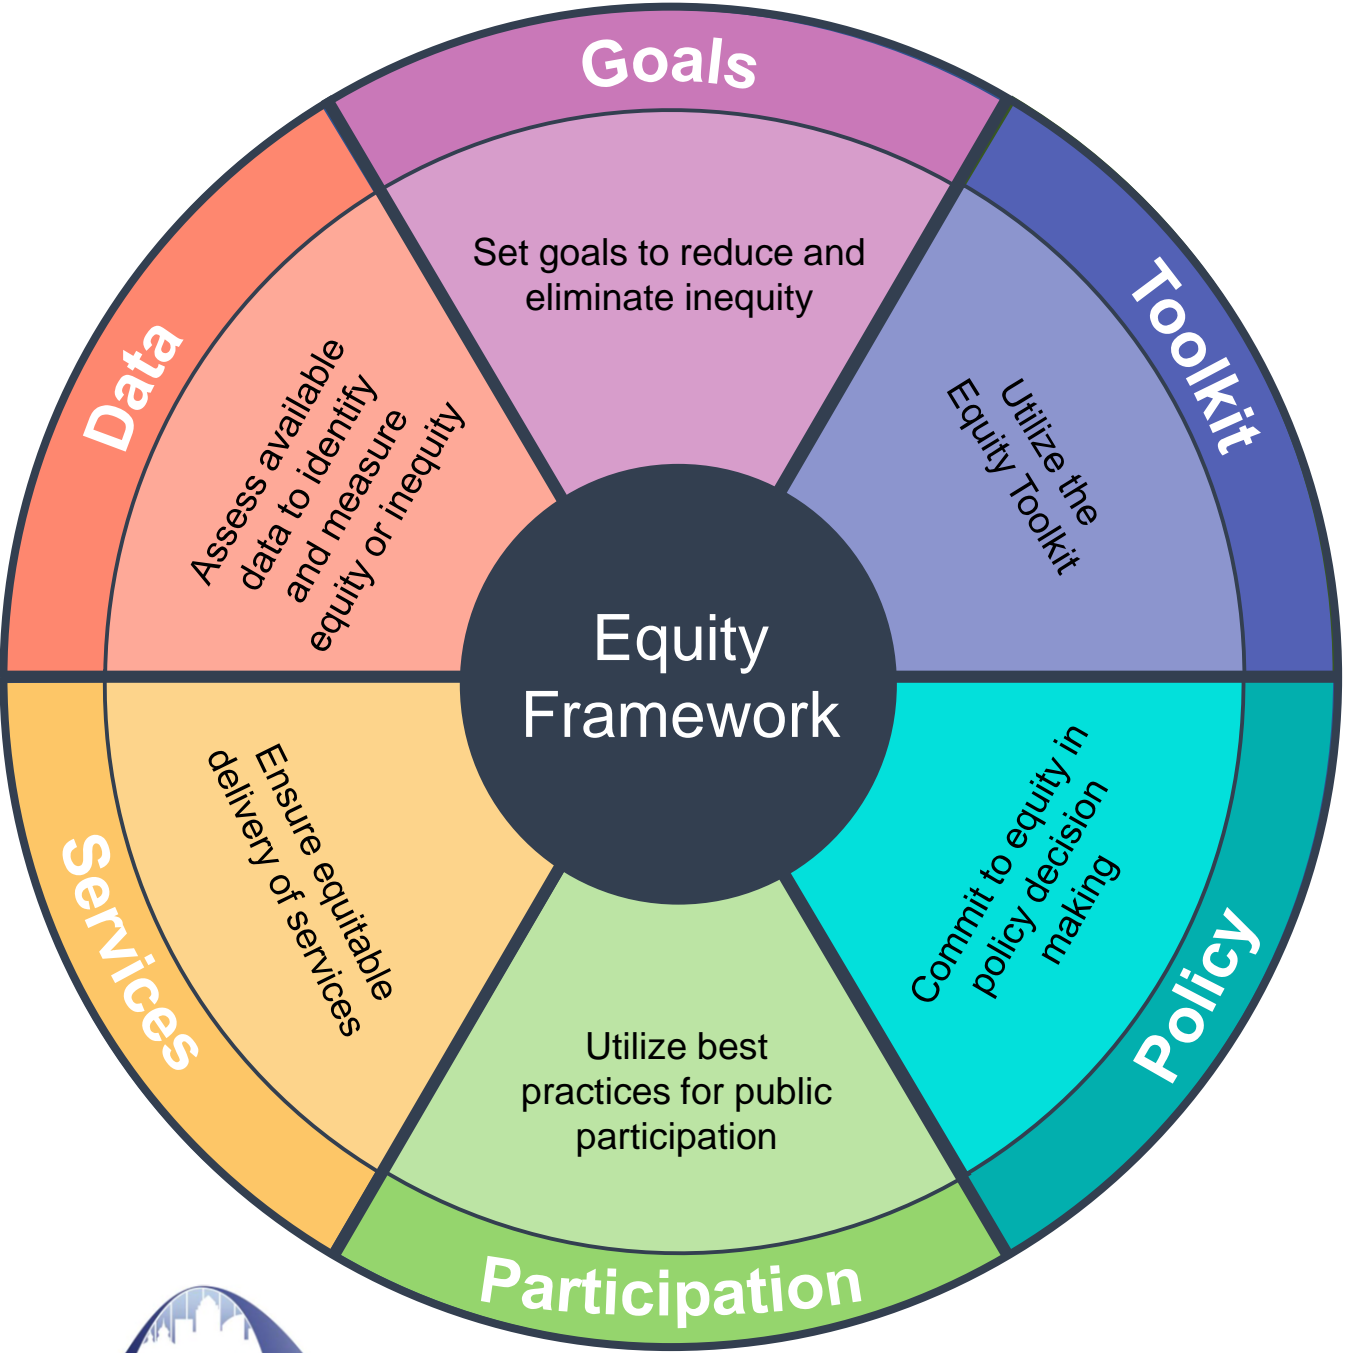 Goals
Set goals to reduce and
eliminate inequity
Toolkit
Utilize the
Equity Toolkit
Policy
Commit to equity in
policy decision
making
Participation
Utilize best
practices for public
participation
Services
Ensure equitable
delivery of services
Data
Assess available
data to identify
and measure
equity or inequity
Equity
Framework